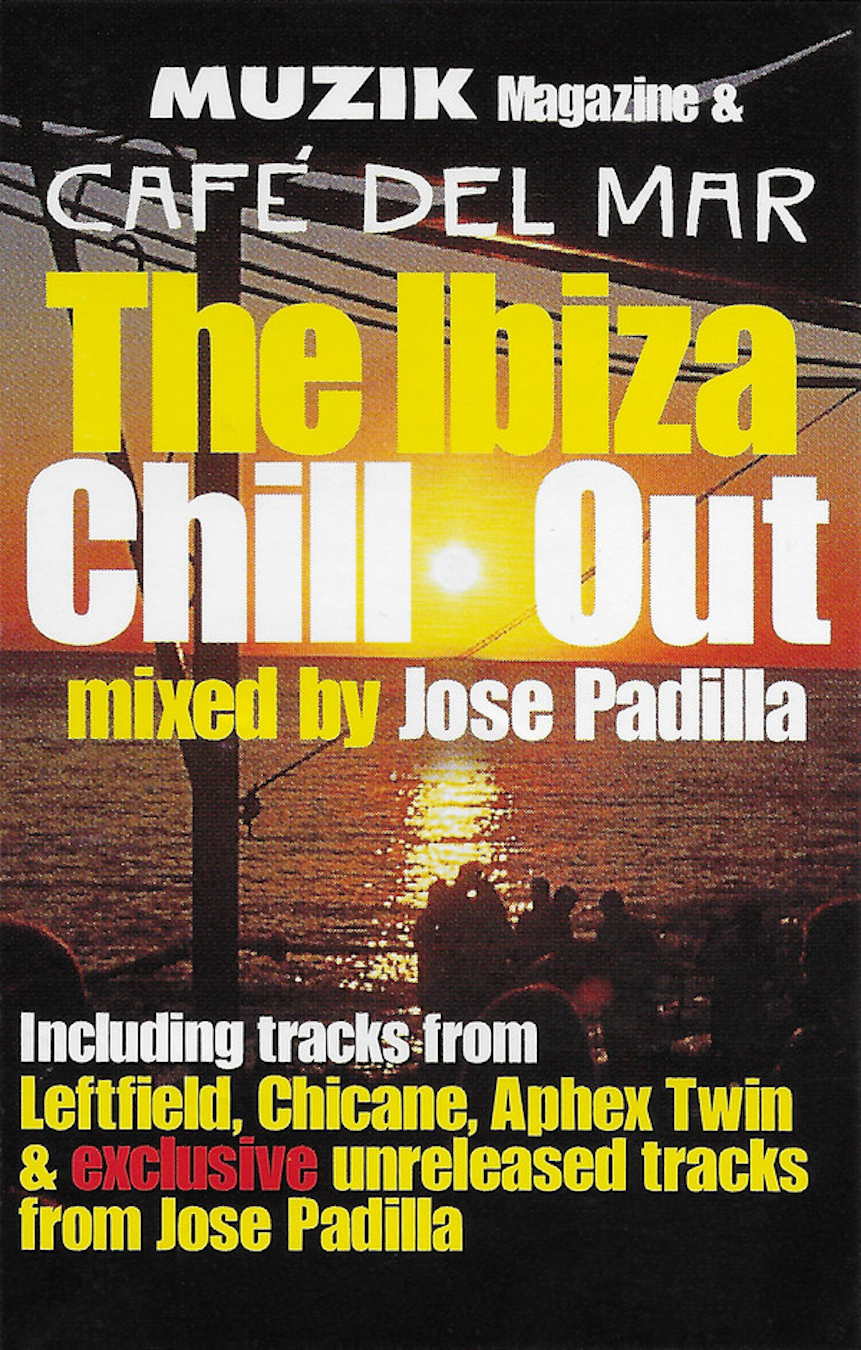 MUZIK Magazine &
CAFÉ DEL MAR
The Ibiza
Chill Out
mixed by Jose Padilla
Including tracks from
Leftfield, Chicane, Aphex Twin
& exclusive unreleased tracks
from Jose Padilla